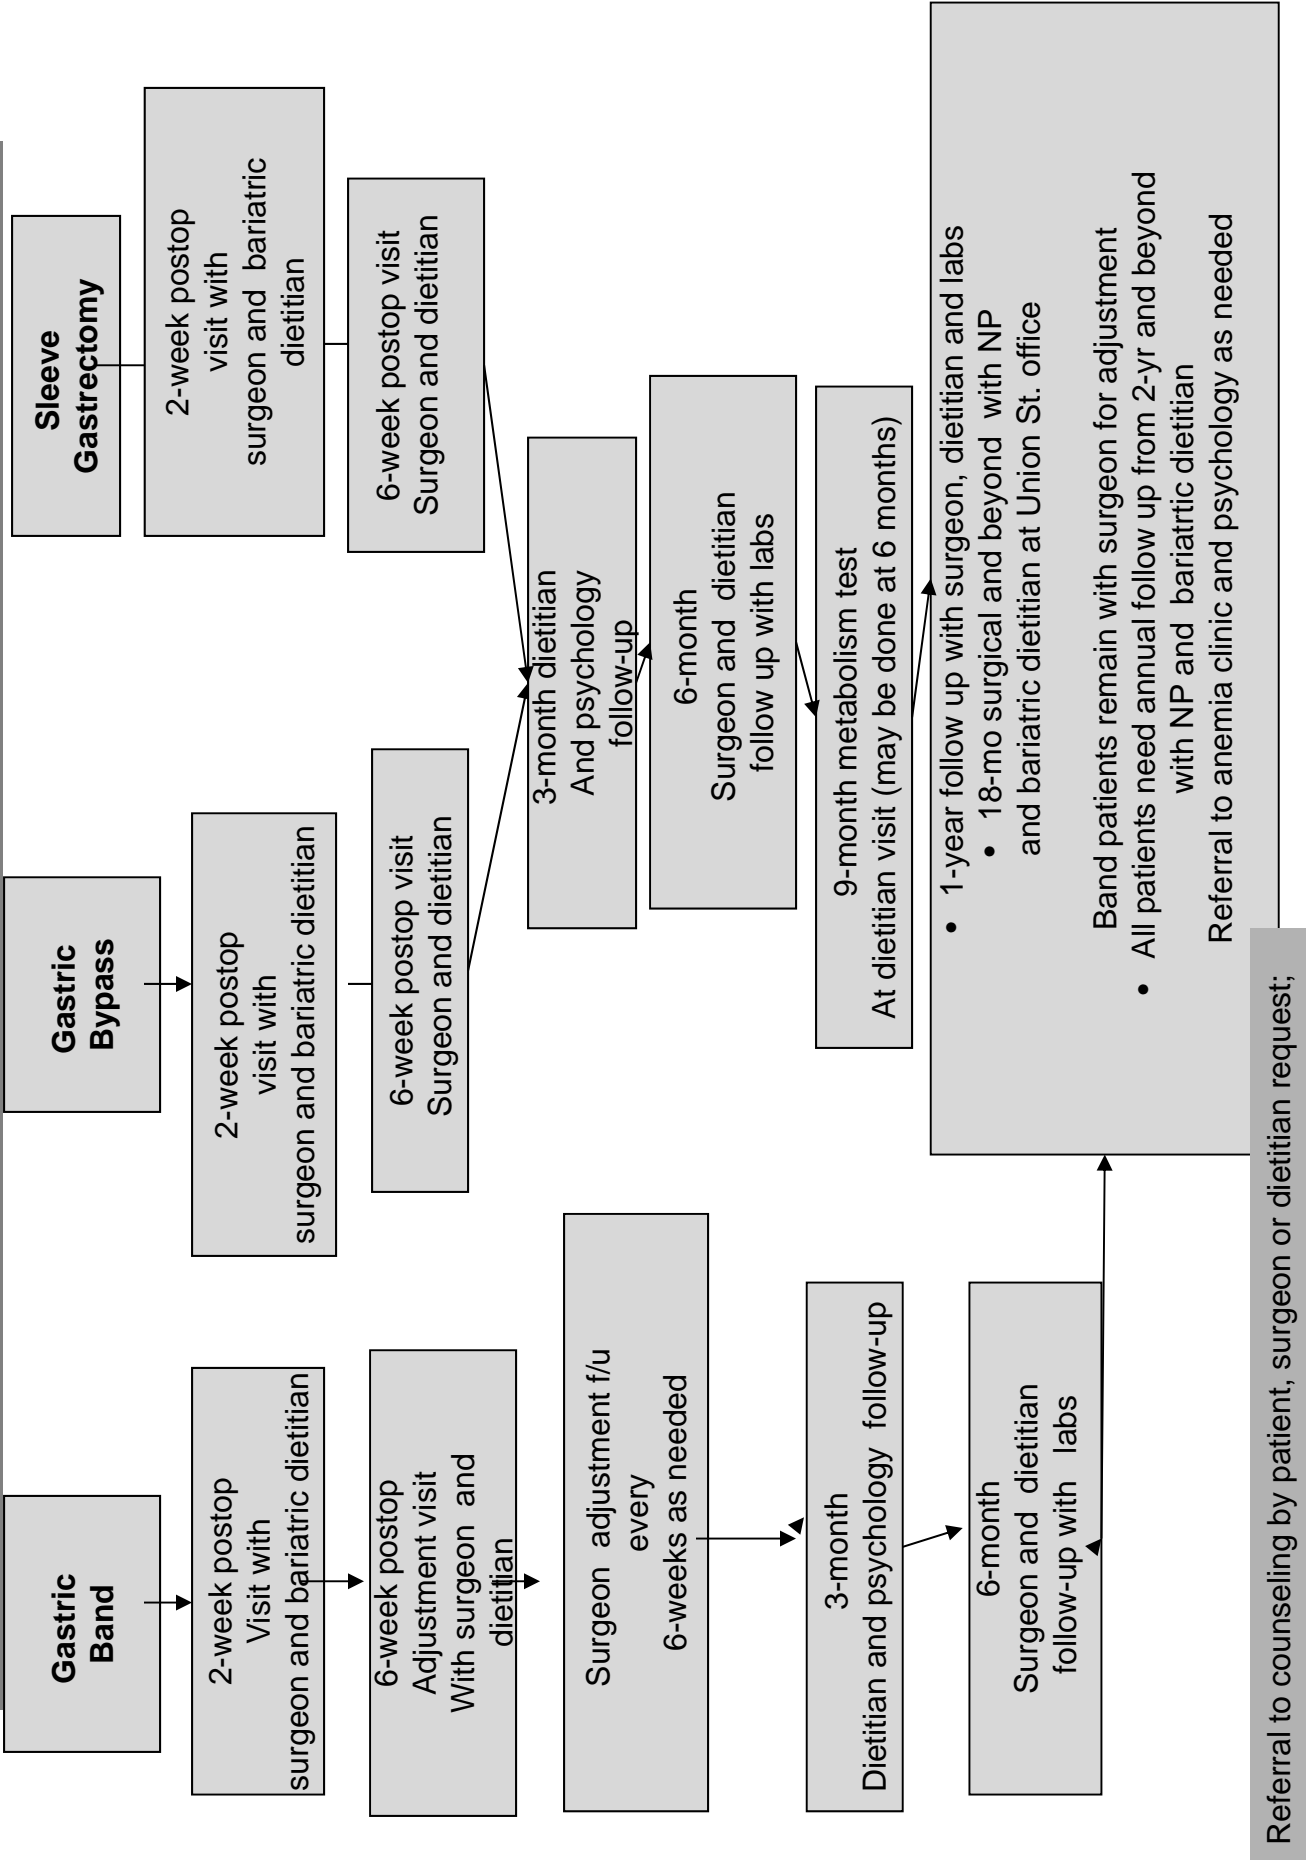 Gastric
Band
2-week postop
Visit with
surgeon and bariatric dietitian
6-week postop
Adjustment visit
With surgeon and
dietitian
Surgeon adjustment f/u
every
6-weeks as needed
3-month
Dietitian and psychology follow-up
6-month
Surgeon and dietitian
follow-up with labs
Gastric
Bypass
2-week postop
visit with
surgeon and bariatric dietitian
6-week postop visit
Surgeon and dietitian
Sleeve
Gastrectomy
2-week postop
visit with
surgeon and bariatric
dietitian
6-week postop visit
Surgeon and dietitian
3-month dietitian
And psychology
follow-up
6-month
Surgeon and dietitian
follow up with labs
9-month metabolism test
At dietitian visit (may be done at 6 months)
• 1-year follow up with surgeon, dietitian and labs
• 18-mo surgical and beyond with NP
and bariatric dietitian at Union St. office
Band patients remain with surgeon for adjustment
• All patients need annual follow up from 2-yr and beyond
with NP and bariatrtic dietitian
Referral to anemia clinic and psychology as needed
Referral to counseling by patient, surgeon or dietitian request;